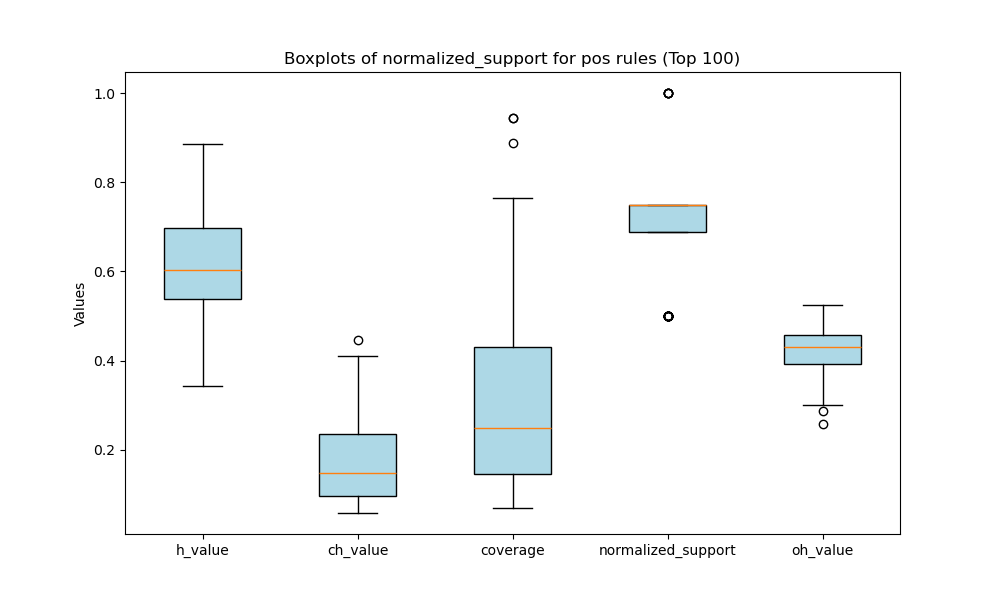 Boxplots of normalized_support for pos rules (Top 100)
Values
1.0
0.8
0.6
0.4
0.2
h_value
ch_value
coverage
normalized_support
oh_value